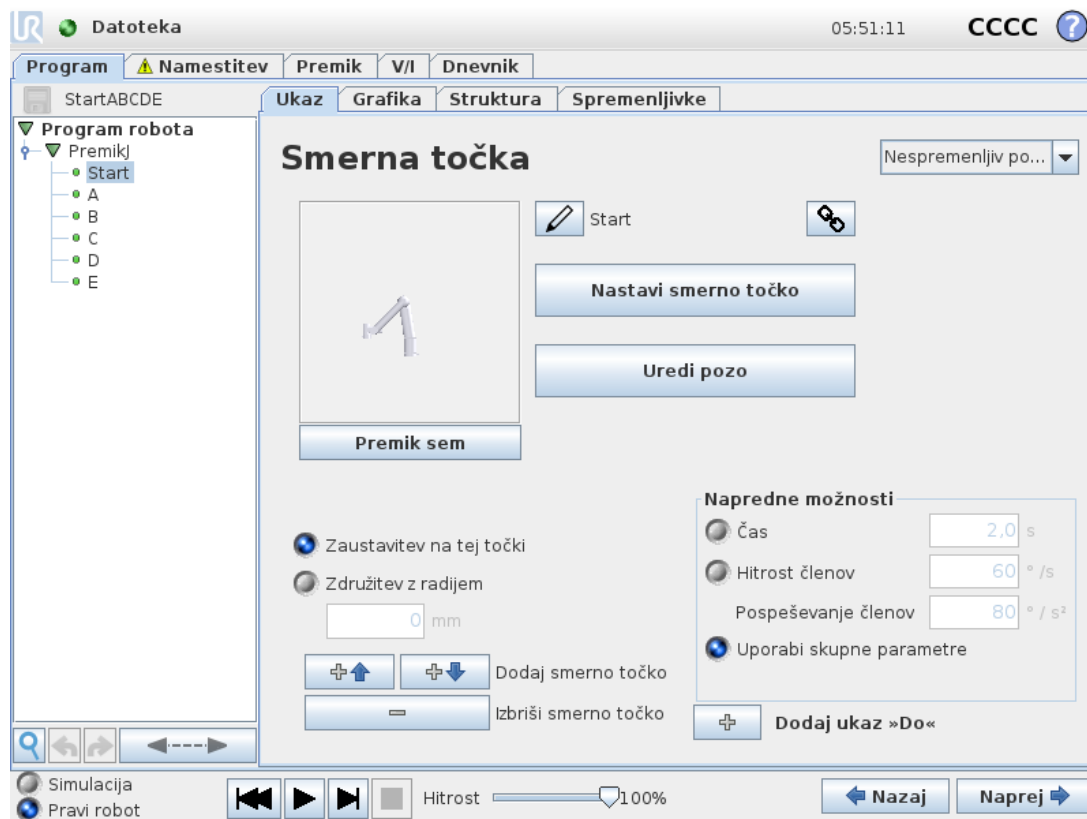 UR Datoteka 05:51:11 CCCC ?
Program Namestitev Premik V/I Dnevnik
StartABCDE Ukaz Grafika Struktura Spremenljivke
Program robota
PremikJ
Start
A
B
C
D
E
Smerna točka
Nespremenljiv po...
Start
Nastavi smerno točko
Uredi pozo
Premik sem
Zaustavitev na tej točki
Združitev z radijem
0 mm
Dodaj smerno točko
Izbriši smerno točko
Napredne možnosti
Čas 2,0 s
Hitrost členov 60 ° /s
Pospeševanje členov 80 ° / s²
Uporabi skupne parametre
Dodaj ukaz »Do«
Simulacija
Pravi robot
Hitrost 100%
Nazaj Naprej